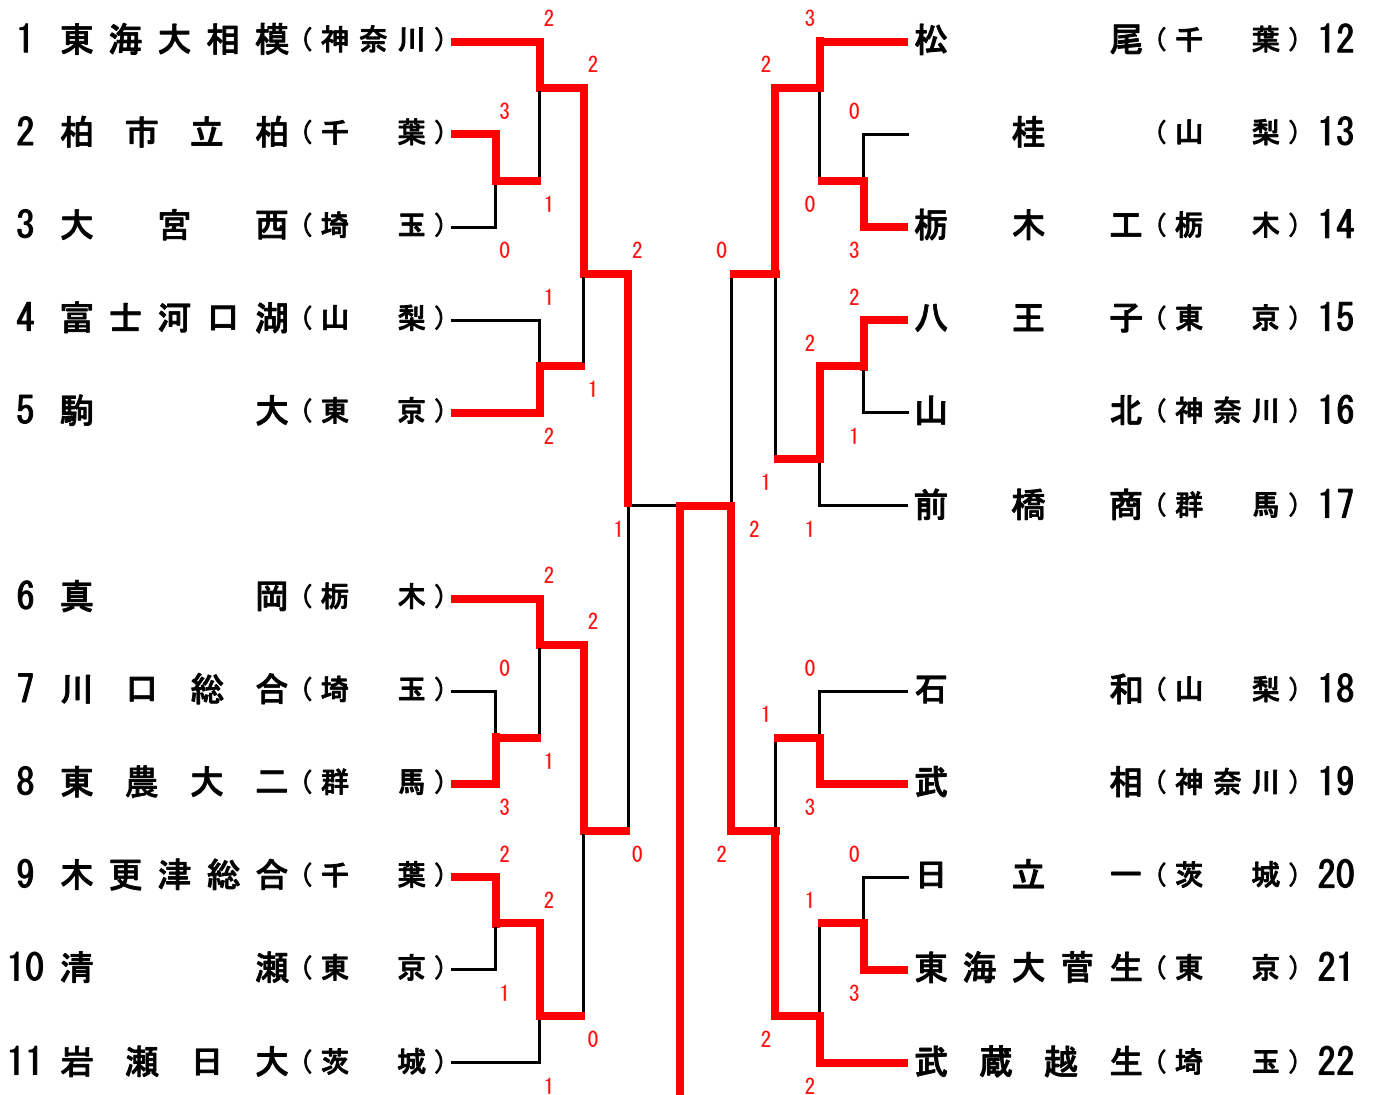 1 東海大相模(神奈川)
2 柏市立柏(千葉)
3 大宮西(埼玉)
4 富士河口湖(山梨)
5 駒大(東京)
6 真岡(栃木)
7 川口総合(埼玉)
8 東農大二(群馬)
9 木更津総合(千葉)
10 清瀬(東京)
11 岩瀬日大(茨城)
2
2
3
1
0
2
1
1
2
1
2
2
0
1
3
0
2
2
1
0
1
3
2
0
0
0
3
2
2
1
1
2
1
0
1
3
2
0
1
3
2
2
松尾(千葉) 12
桂(山梨) 13
栃木工(栃木) 14
八王子(東京) 15
山北(神奈川) 16
前橋商(群馬) 17
石和(山梨) 18
武相(神奈川) 19
日立一(茨城) 20
東海大菅生(東京) 21
武蔵越生(埼玉) 22